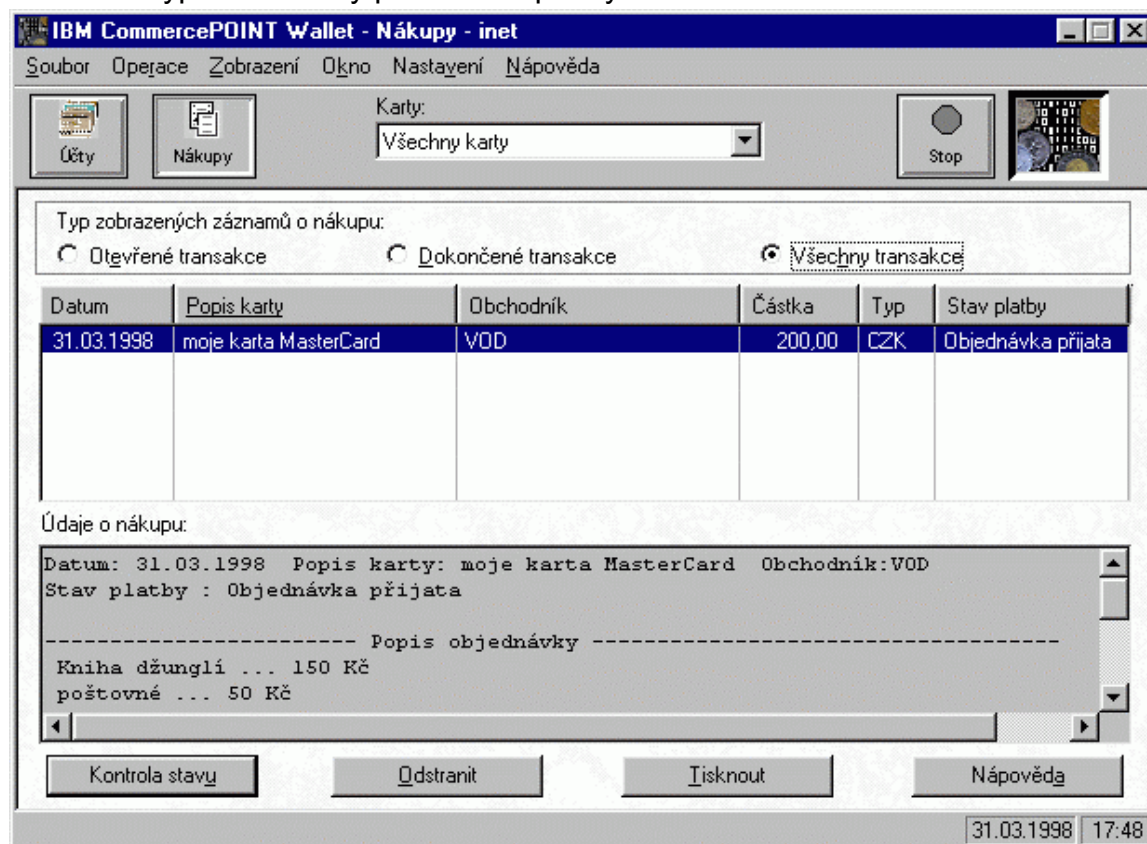 IBM CommercePOINT Wallet - Nákupy - inet
Soubor Operace Zobrazení Okno Nastavení Nápověda
Karty:
Účty Nákupy Všechny karty Stop
Typ zobrazených záznamů o nákupu:
Otevřené transakce Dokončené transakce Všechny transakce
Datum Popis karty Obchodník Částka Typ Stav platby
31.03.1998 moje karta MasterCard VOD 200,00 CZK Objednávka přijata
Údaje o nákupu:
Datum: 31.03.1998 Popis karty: moje karta MasterCard Obchodník:VOD
Stav platby : Objednávka přijata
------------------------ Popis objednávky ------------------------------------
Kniha džunglí ... 150 Kč
poštovné ... 50 Kč
Kontrola stavu Odstranit Tisknout Nápověda
31.03.1998 17:48